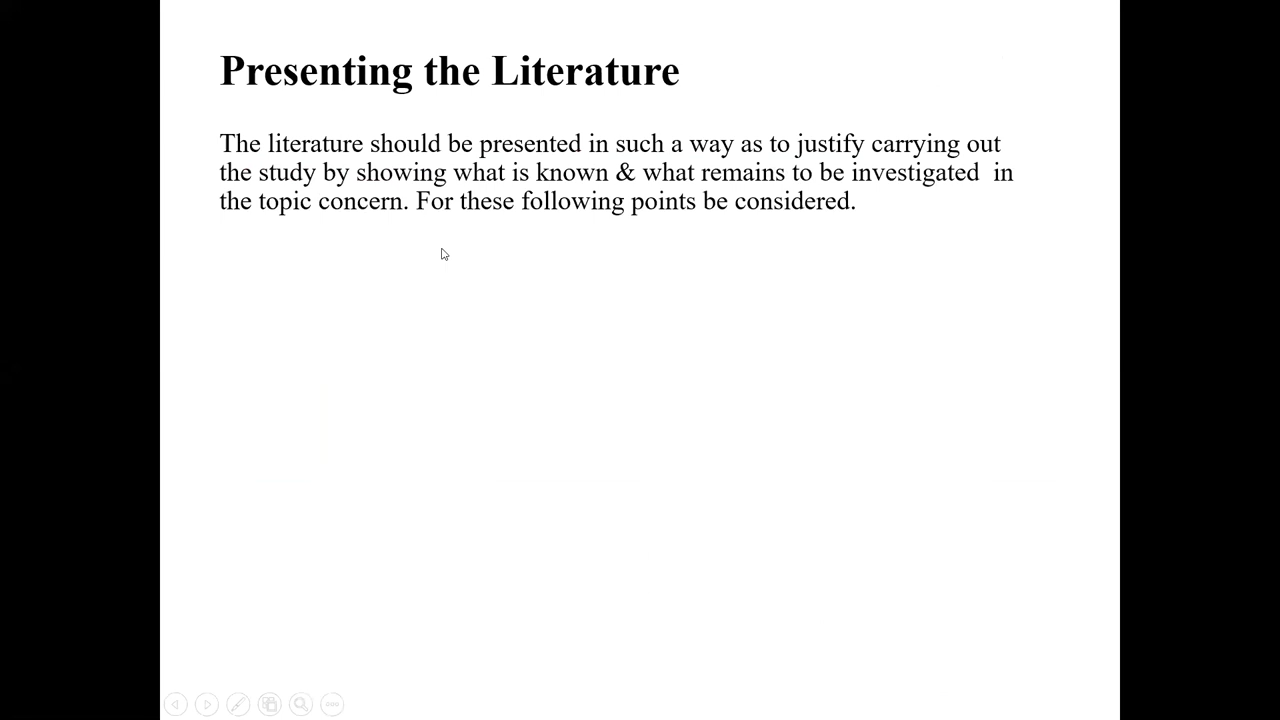 Presenting the Literature
The literature should be presented in such a way as to justify carrying out
the study by showing what is known & what remains to be investigated  in
the topic concern. For these following points be considered.